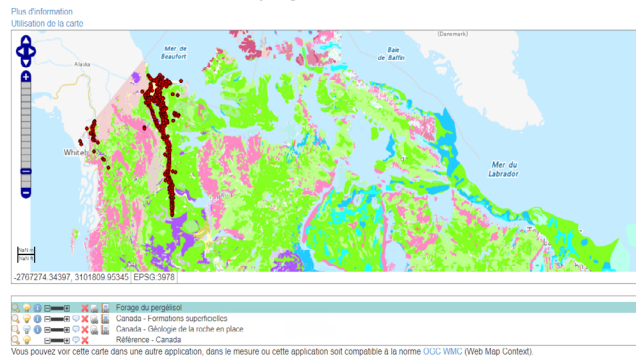 Plus d'information
Utilisation de la carte
(Danmark)
Mer de
Beaufort
Baie
de Baffin
Alaska
Mer du
Labrador
-2767274.34397, 3101809.95345 EPSG:3978
Forage du pergélisol
Canada - Formations superficielles
Canada - Géologie de la roche en place
Référence - Canada
Vous pouvez voir cette carte dans une autre application, dans le mesure ou cette application soit compatible à la norme OGC WMC (Web Map Context).